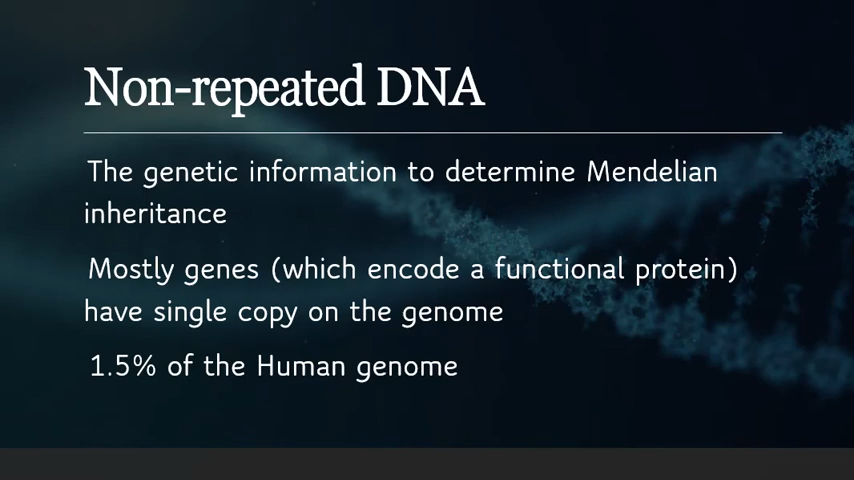 Non-repeated DNA
The genetic information to determine Mendelian
inheritance
Mostly genes (which encode a functional protein)
have single copy on the genome
1.5% of the Human genome